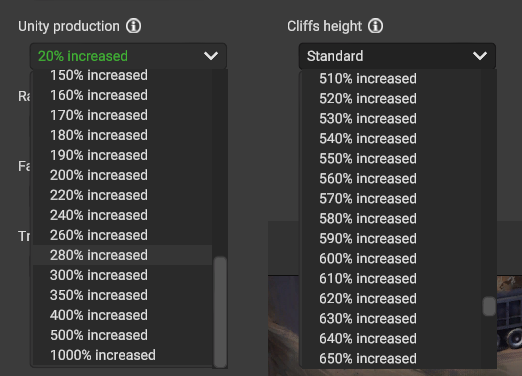 Unity production
20% increased
150% increased
160% increased
170% increased
180% increased
190% increased
200% increased
220% increased
240% increased
260% increased
280% increased
300% increased
350% increased
400% increased
500% increased
1000% increased
Ra
Fa
Tr
Cliffs height
Standard
510% increased
520% increased
530% increased
540% increased
550% increased
560% increased
570% increased
580% increased
590% increased
600% increased
610% increased
620% increased
630% increased
640% increased
650% increased